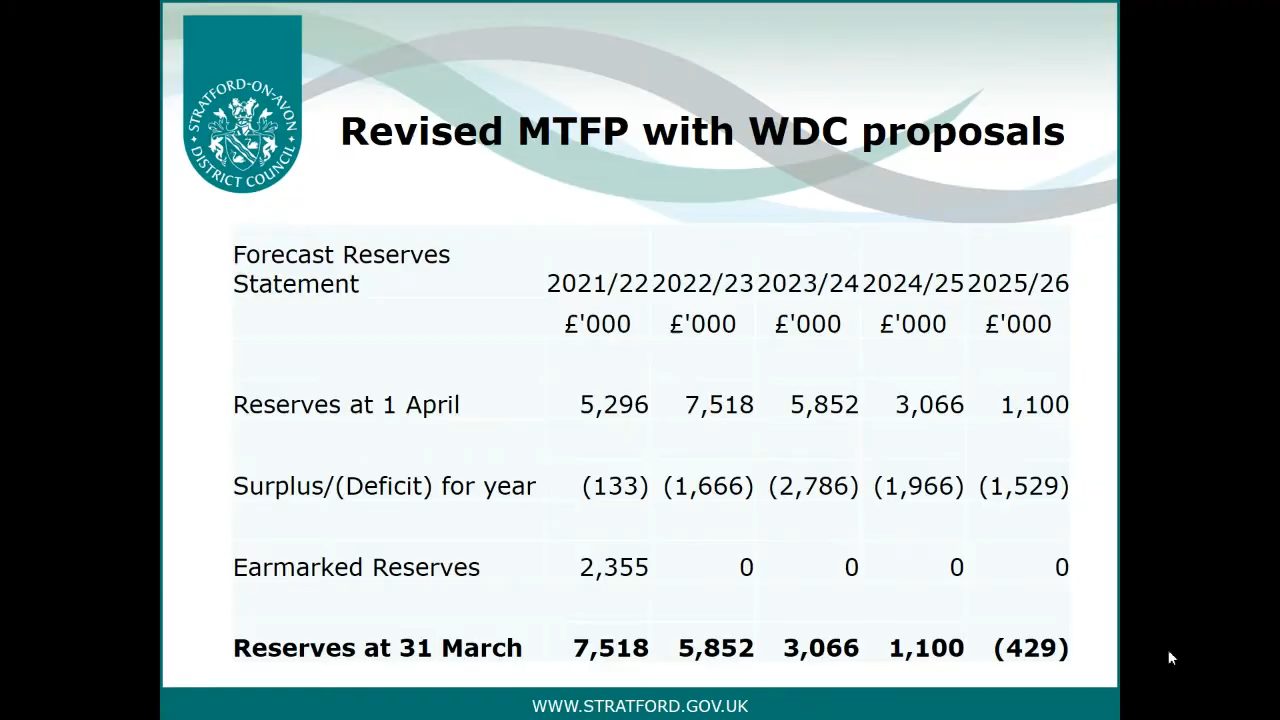 STRATFORD-ON-AVON
DISTRICT COUNCIL
Revised MTFP with WDC proposals
Forecast Reserves
Statement 2021/22 2022/23 2023/24 2024/25 2025/26
£'000 £'000 £'000 £'000 £'000
Reserves at 1 April 5,296 7,518 5,852 3,066 1,100
Surplus/(Deficit) for year (133) (1,666) (2,786) (1,966) (1,529)
Earmarked Reserves 2,355 0 0 0 0
Reserves at 31 March 7,518 5,852 3,066 1,100 (429)
WWW.STRATFORD.GOV.UK